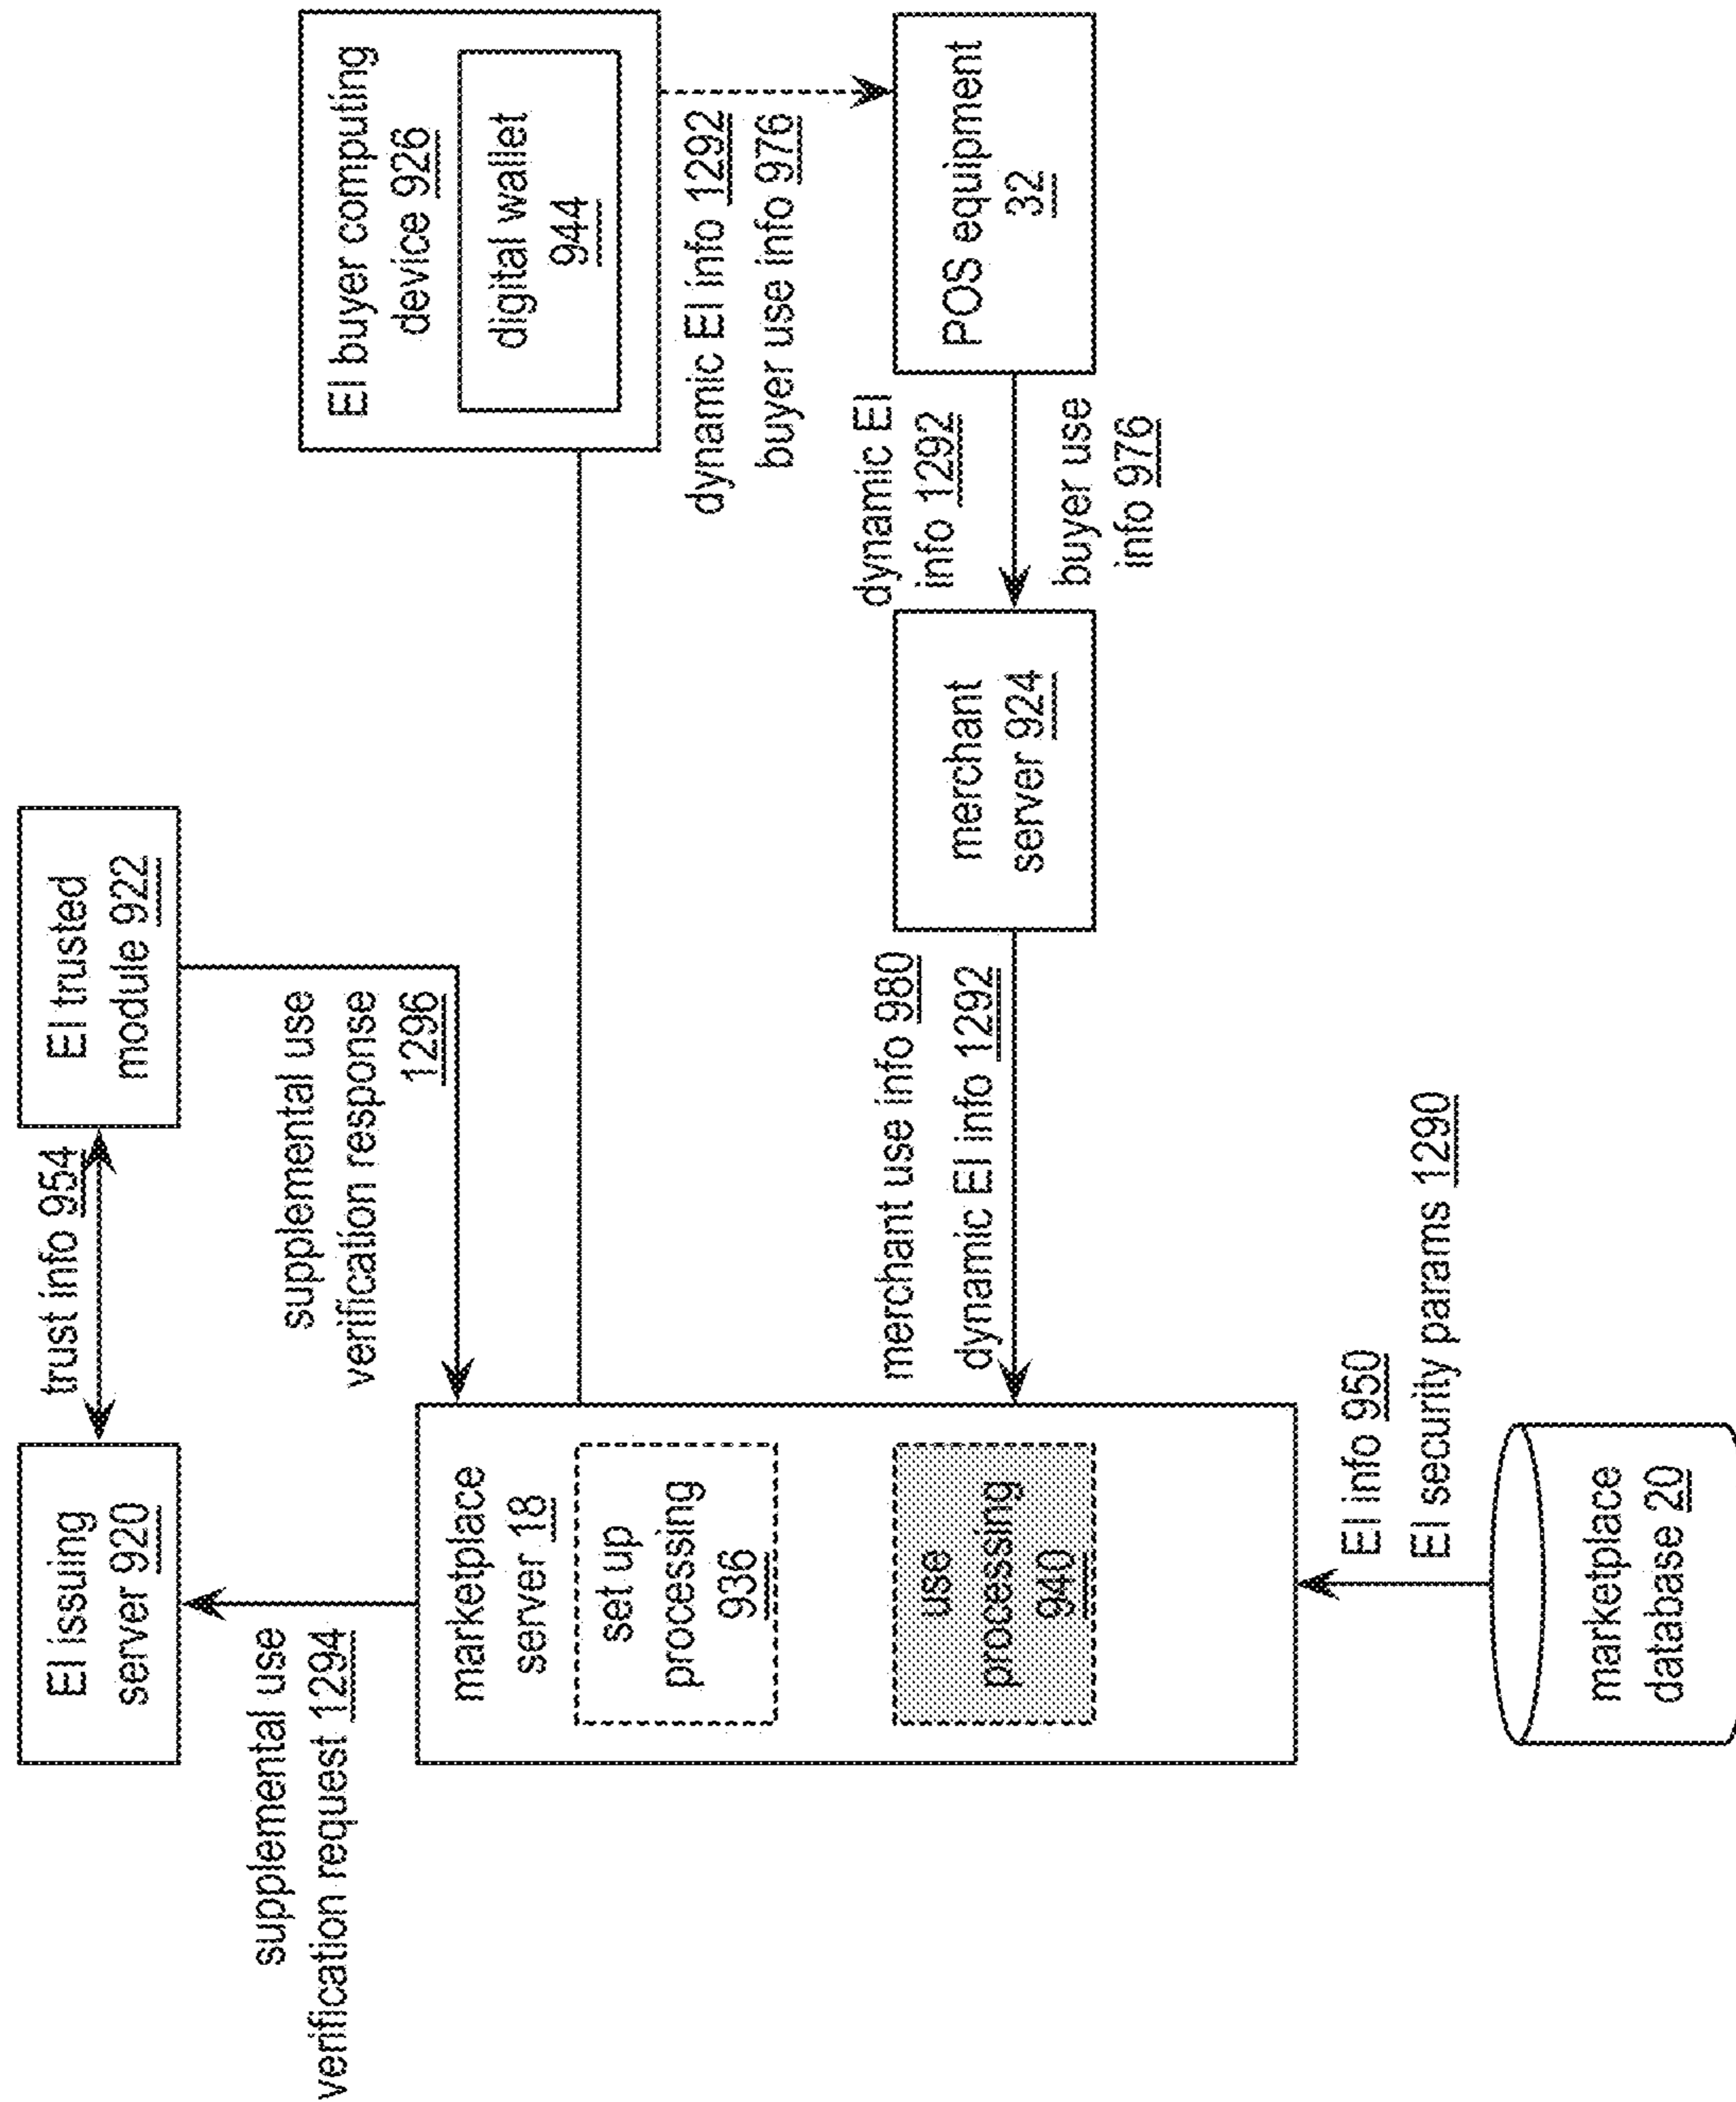 EI issuing
server 920
trust info 954
EI trusted
module 922
supplemental use
verification request 1294
supplemental use
verification response
1296
marketplace
server 18
set up
processing
936
use
processing
940
EI buyer computing
device 926
digital wallet
944
dynamic EI info 1292
buyer use info 976
merchant use info 980
dynamic EI info 1292
merchant
server 924
dynamic EI
info 1292
buyer use
info 976
POS equipment
32
EI info 950
EI security params 1290
marketplace
database 20